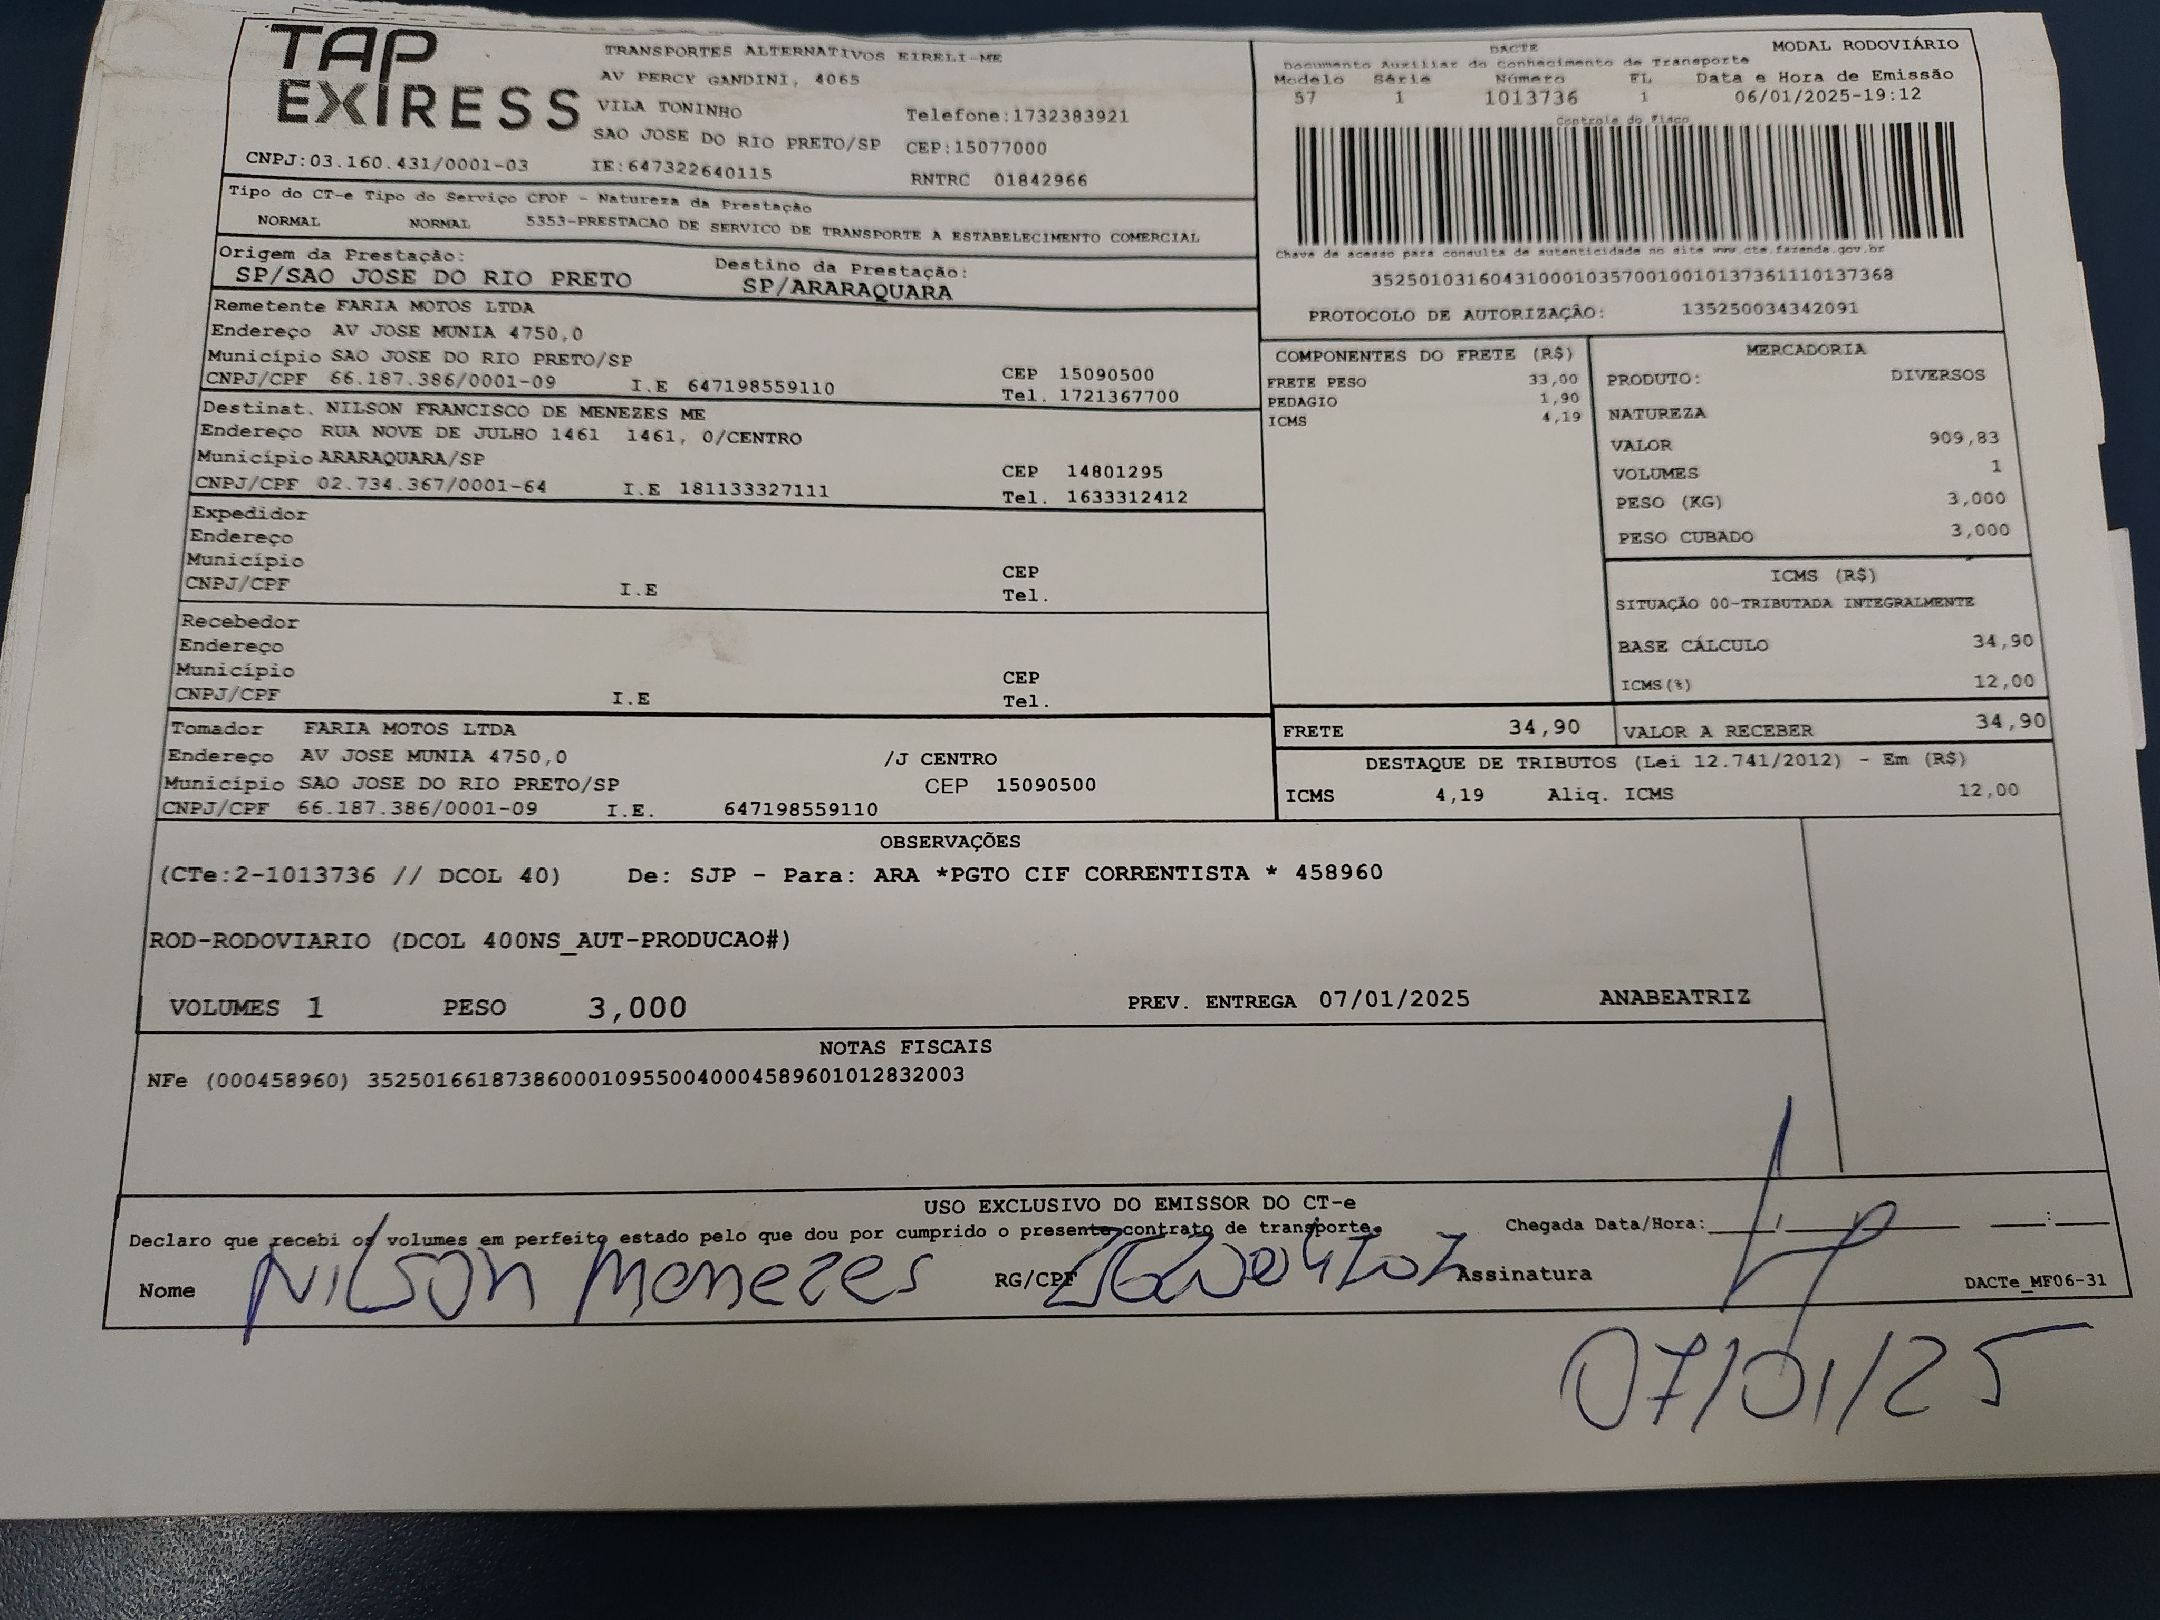 TAP
EXIRESS
TRANSPORTES ALTERNATIVOS EIRELI-ME
AV PERCY GANDINI, 4065
VILA TONINHO
Telefone:1732383921
SAO JOSE DO RIO PRETO/SP CEP:15077000
CNPJ:03.160.431/0001-03 IE:647322640115 RNTRC 01842966
DACTE MODAL RODOVIÁRIO
Documento Auxiliar do Conhecimento de Transporte
Modelo Série Número FL Data e Hora de Emissão
57 1 1013736 1 06/01/2025-19:12
Controle do Fisco
Chave de acesso para consulta de autenticidade no site www.cte.fazenda.gov.br
35250103160431000103570010010137361110137368
PROTOCOLO DE AUTORIZAÇÃO: 135250034342091
Tipo do CT-e Tipo do Serviço CFOP - Natureza da Prestação
NORMAL NORMAL 5353-PRESTACAO DE SERVICO DE TRANSPORTE A ESTABELECIMENTO COMERCIAL
Origem da Prestação: Destino da Prestação:
SP/SAO JOSE DO RIO PRETO SP/ARARAQUARA
Remetente FARIA MOTOS LTDA
Endereço AV JOSE MUNIA 4750,0
Município SAO JOSE DO RIO PRETO/SP CEP 15090500
CNPJ/CPF 66.187.386/0001-09 I.E 647198559110 Tel. 1721367700
Destinat. NILSON FRANCISCO DE MENEZES ME
Endereço RUA NOVE DE JULHO 1461 1461, 0/CENTRO
Município ARARAQUARA/SP CEP 14801295
CNPJ/CPF 02.734.367/0001-64 I.E 181133327111 Tel. 1633312412
Expedidor
Endereço
Município CEP
CNPJ/CPF I.E Tel.
Recebedor
Endereço
Município CEP
CNPJ/CPF I.E Tel.
Tomador FARIA MOTOS LTDA
Endereço AV JOSE MUNIA 4750,0 /J CENTRO
Município SAO JOSE DO RIO PRETO/SP CEP 15090500
CNPJ/CPF 66.187.386/0001-09 I.E. 647198559110
COMPONENTES DO FRETE (R$)
FRETE PESO 33,00
PEDAGIO 1,90
ICMS 4,19
MERCADORIA
PRODUTO: DIVERSOS
NATUREZA
VALOR 909,83
VOLUMES 1
PESO (KG) 3,000
PESO CUBADO 3,000
ICMS (R$)
SITUAÇÃO 00-TRIBUTADA INTEGRALMENTE
BASE CÁLCULO 34,90
ICMS(%) 12,00
FRETE 34,90 VALOR A RECEBER 34,90
DESTAQUE DE TRIBUTOS (Lei 12.741/2012) - Em (R$)
ICMS 4,19 Aliq. ICMS 12,00
OBSERVAÇÕES
(CTe:2-1013736 // DCOL 40) De: SJP - Para: ARA *PGTO CIF CORRENTISTA * 458960
ROD-RODOVIARIO (DCOL 400NS_AUT-PRODUCAO#)
VOLUMES 1 PESO 3,000 PREV. ENTREGA 07/01/2025 ANABEATRIZ
NOTAS FISCAIS
NFe (000458960) 35250166187386000109550040004589601012832003
USO EXCLUSIVO DO EMISSOR DO CT-e
Declaro que recebi os volumes em perfeito estado pelo que dou por cumprido o presente contrato de transporte. Chegada Data/Hora:
Nome Nilson Menezes RG/CPF Assinatura DACTe_MF06-31
07/01/25